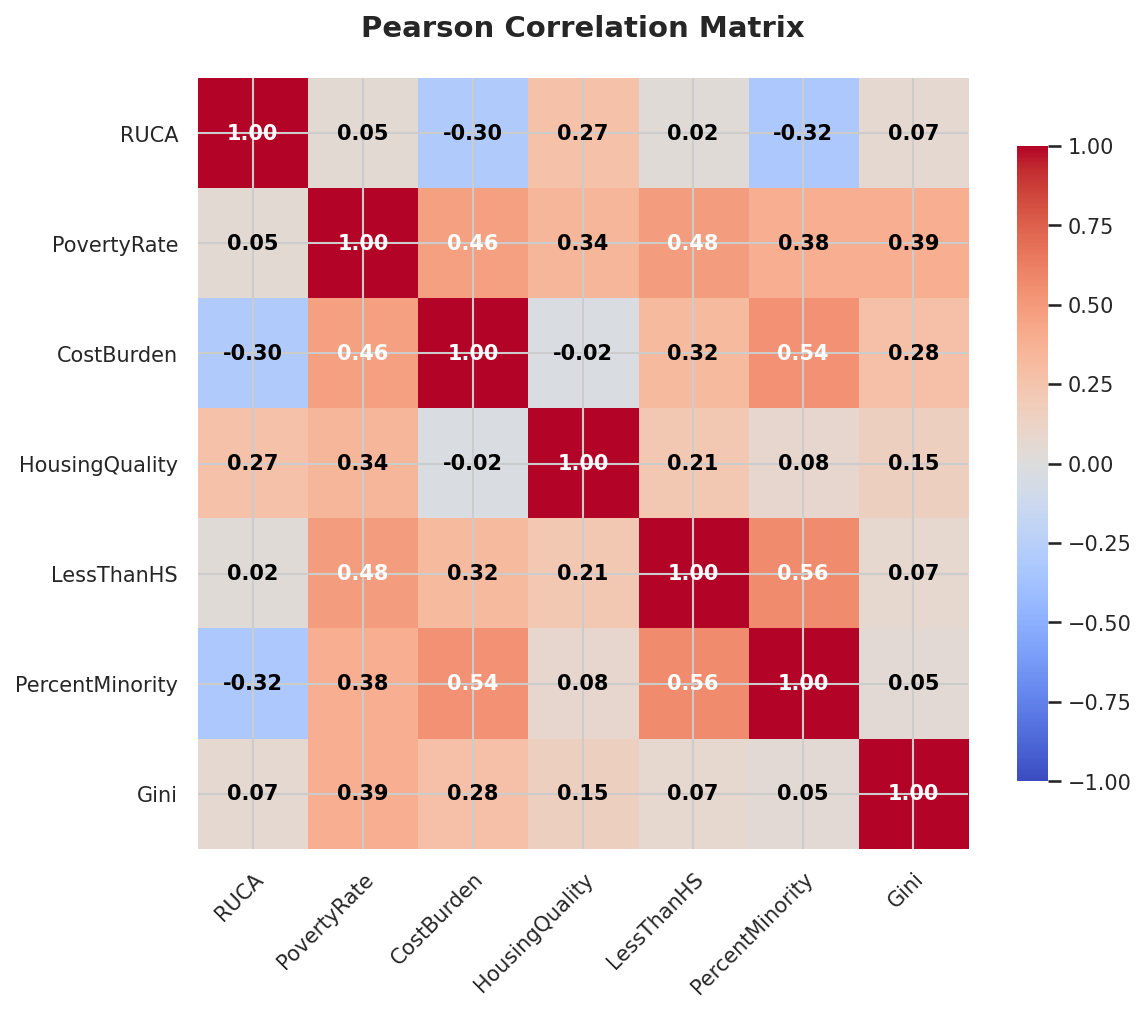 Pearson Correlation Matrix
RUCA 1.00 0.05 -0.30 0.27 0.02 -0.32 0.07
PovertyRate 0.05 1.00 0.46 0.34 0.48 0.38 0.39
CostBurden -0.30 0.46 1.00 -0.02 0.32 0.54 0.28
HousingQuality 0.27 0.34 -0.02 1.00 0.21 0.08 0.15
LessThanHS 0.02 0.48 0.32 0.21 1.00 0.56 0.07
PercentMinority -0.32 0.38 0.54 0.08 0.56 1.00 0.05
Gini 0.07 0.39 0.28 0.15 0.07 0.05 1.00
RUCA PovertyRate CostBurden HousingQuality LessThanHS PercentMinority Gini
1.00
0.75
0.50
0.25
0.00
−0.25
−0.50
−0.75
−1.00